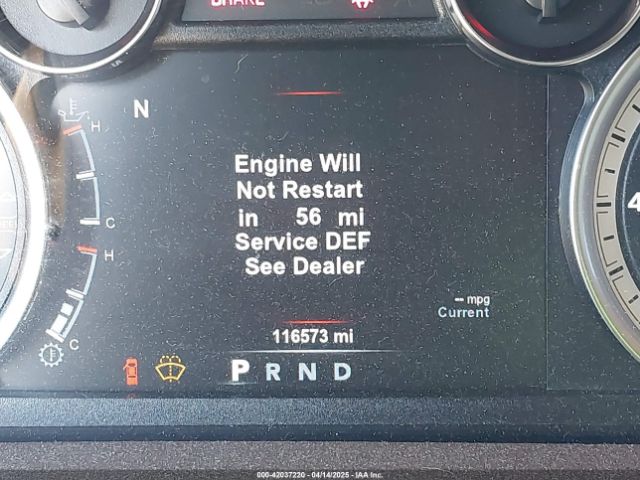 BRAKE
N
H
Engine Will
Not Restart
in 56 mi
C
Service DEF
H
See Dealer
-- mpg
Current
116573 mi
C
P R N D
4
000-42037220 - 04/14/2025 - IAA Inc.